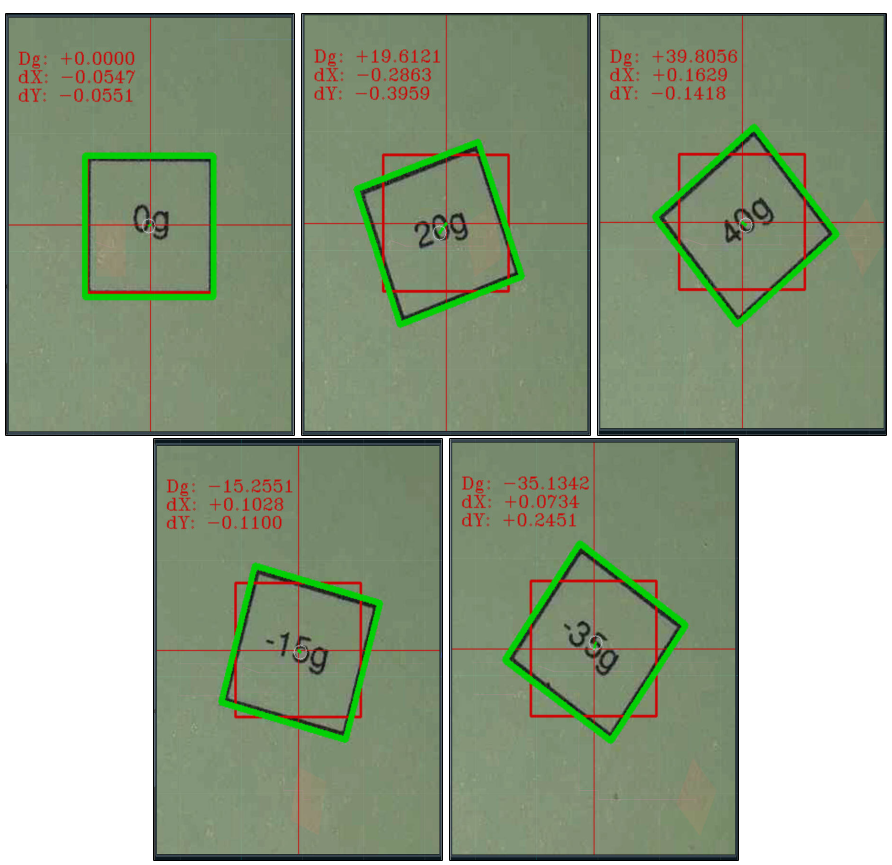 Dg: +0.0000
dX: −0.0547
dY: −0.0551
0g
Dg: +19.6121
dX: −0.2863
dY: −0.3959
20g
Dg: +39.8056
dX: +0.1629
dY: −0.1418
40g
Dg: −15.2551
dX: +0.1028
dY: −0.1100
-15g
Dg: −35.1342
dX: +0.0734
dY: +0.2451
-35g